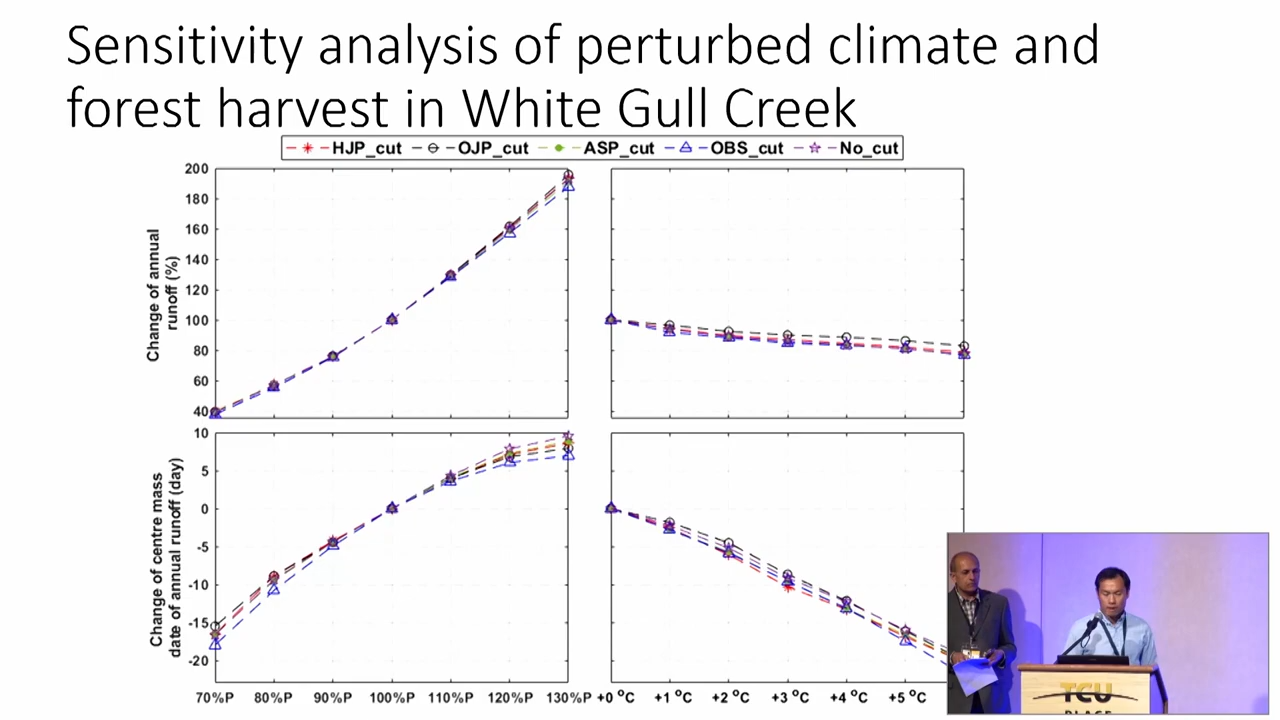 Sensitivity analysis of perturbed climate and
forest harvest in White Gull Creek
HJP_cut OJP_cut ASP_cut OBS_cut No_cut
Change of annual
runoff (%)
200
180
160
140
120
100
80
60
40
Change of centre mass
date of annual runoff (day)
10
5
0
-5
-10
-15
-20
70%P 80%P 90%P 100%P 110%P 120%P 130%P +0 °C +1 °C +2 °C +3 °C +4 °C +5 °C
TCU
PLACE